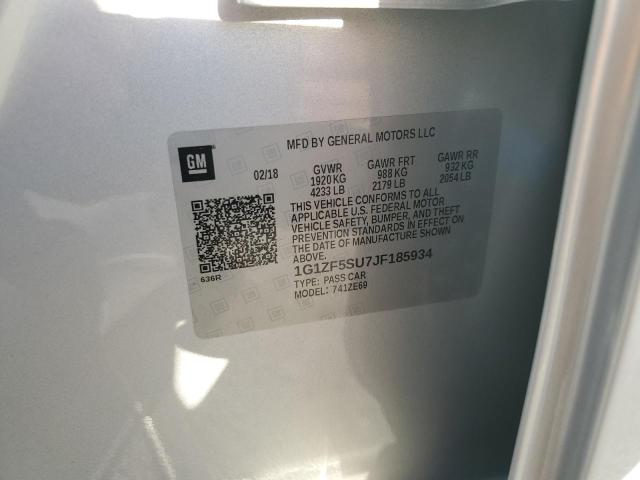 GM
MFD BY GENERAL MOTORS LLC
02/18 GVWR GAWR FRT GAWR RR
1920 KG 988 KG 932 KG
4233 LB 2179 LB 2054 LB
THIS VEHICLE CONFORMS TO ALL
APPLICABLE U.S. FEDERAL MOTOR
VEHICLE SAFETY, BUMPER, AND THEFT
PREVENTION STANDARDS IN EFFECT ON
THE DATE OF MANUFACTURE SHOWN
ABOVE.
1G1ZF5SU7JF185934
636R
TYPE: PASS CAR
MODEL: 741ZE69